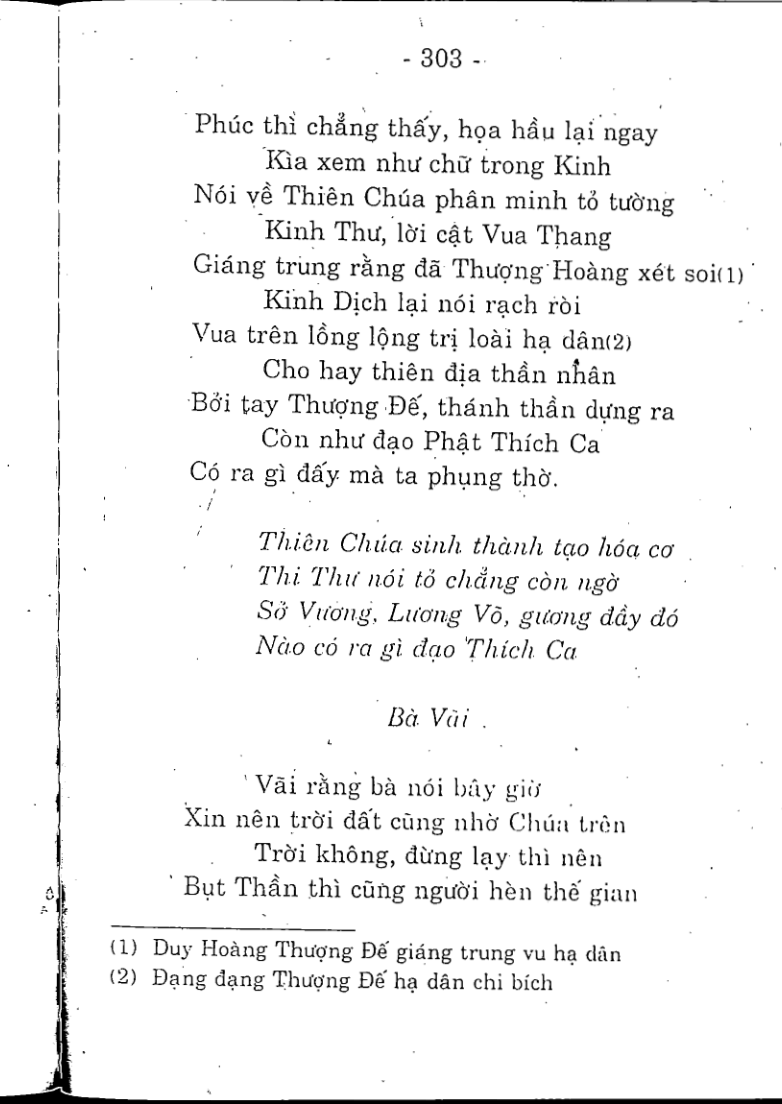 - 303 -
Phúc thì chẳng thấy, họa hầu lại ngay
Kìa xem như chữ trong Kinh
Nói về Thiên Chúa phân minh tỏ tường
Kinh Thư, lời cật Vua Thang
Giáng trung rằng đã Thượng Hoàng xét soi(1)
Kinh Dịch lại nói rạch ròi
Vua trên lồng lộng trị loài hạ dân(2)
Cho hay thiên địa thần nhân
Bởi tay Thượng Đế, thánh thần dựng ra
Còn như đạo Phật Thích Ca
Có ra gì đấy mà ta phụng thờ.
Thiên Chúa sinh thành tạo hóa cơ
Thi Thư nói tỏ chẳng còn ngờ
Sở Vương, Lương Võ, gương đầy đó
Nào có ra gì đạo Thích Ca
Bà Vãi
Vãi rằng bà nói bây giờ
Xin nên trời đất cũng nhờ Chúa trên
Trời không, đừng lạy thì nên
Bụt Thần thì cũng người hèn thế gian
(1) Duy Hoàng Thượng Đế giáng trung vu hạ dân
(2) Đạng đạng Thượng Đế hạ dân chi bích